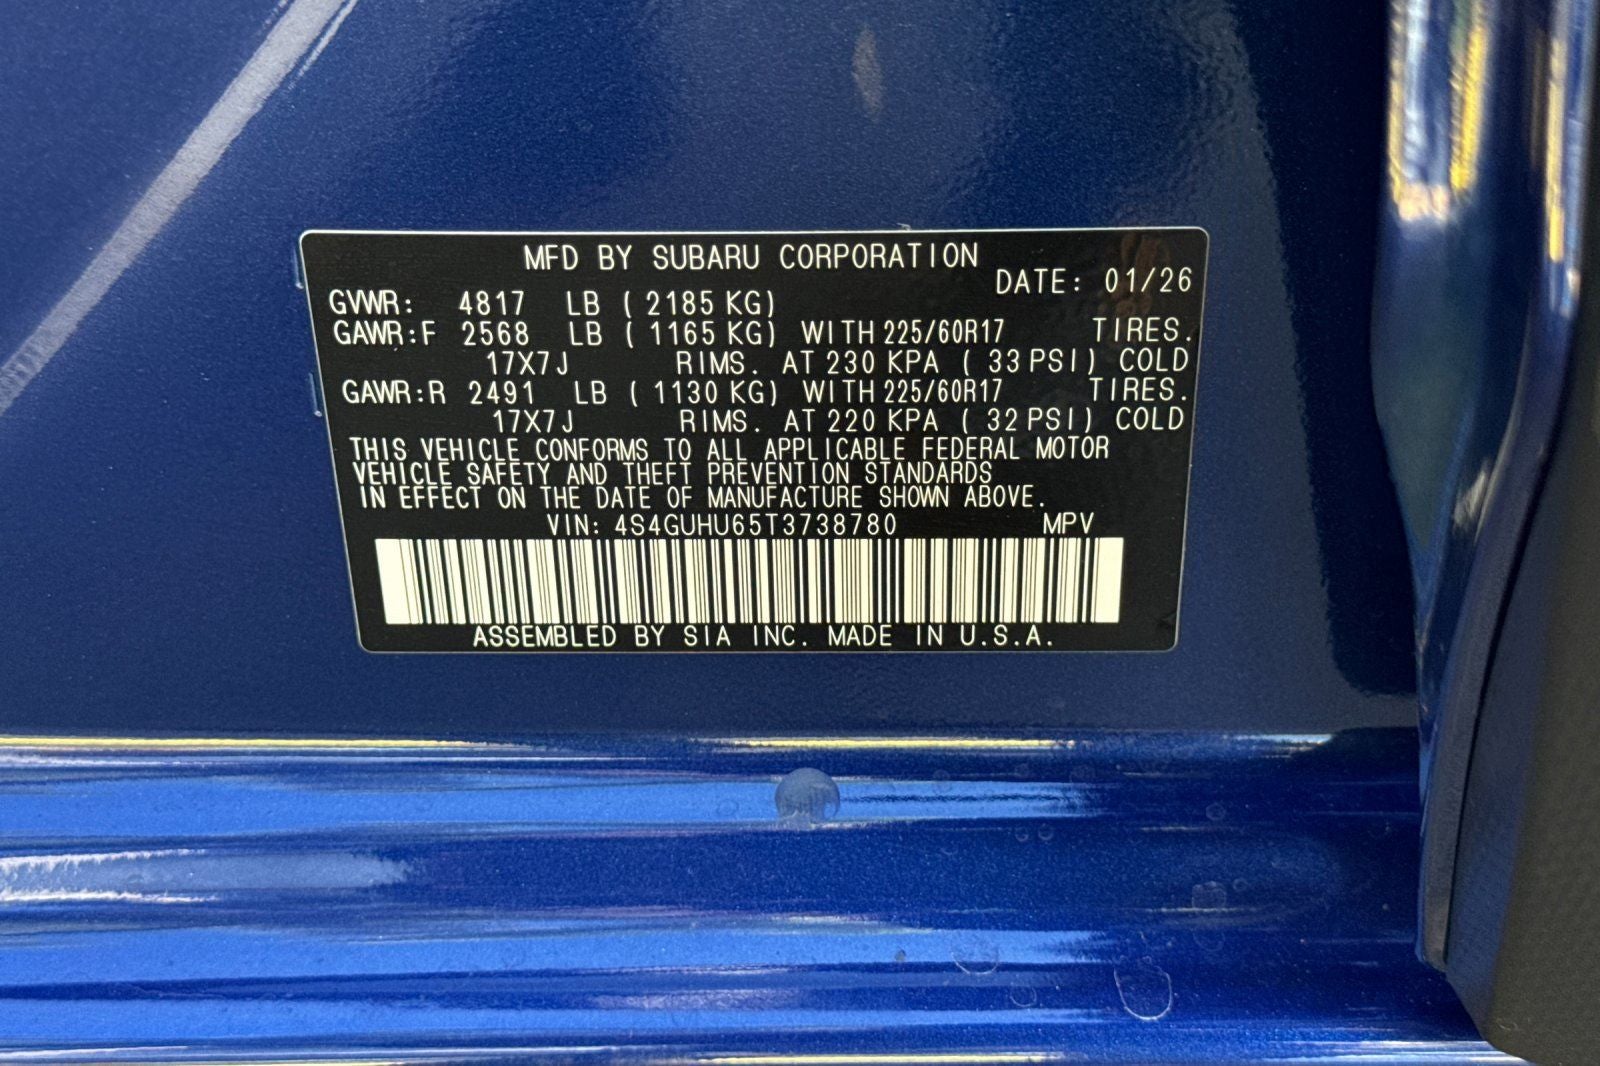 MFD BY SUBARU CORPORATION
DATE: 01/26
GVWR: 4817 LB ( 2185 KG)
GAWR:F 2568 LB ( 1165 KG) WITH 225/60R17 TIRES.
17X7J RIMS. AT 230 KPA ( 33 PSI) COLD
GAWR:R 2491 LB ( 1130 KG) WITH 225/60R17 TIRES.
17X7J RIMS. AT 220 KPA ( 32 PSI) COLD
THIS VEHICLE CONFORMS TO ALL APPLICABLE FEDERAL MOTOR
VEHICLE SAFETY AND THEFT PREVENTION STANDARDS
IN EFFECT ON THE DATE OF MANUFACTURE SHOWN ABOVE.
VIN: 4S4GUHU65T3738780 MPV
ASSEMBLED BY SIA INC. MADE IN U.S.A.